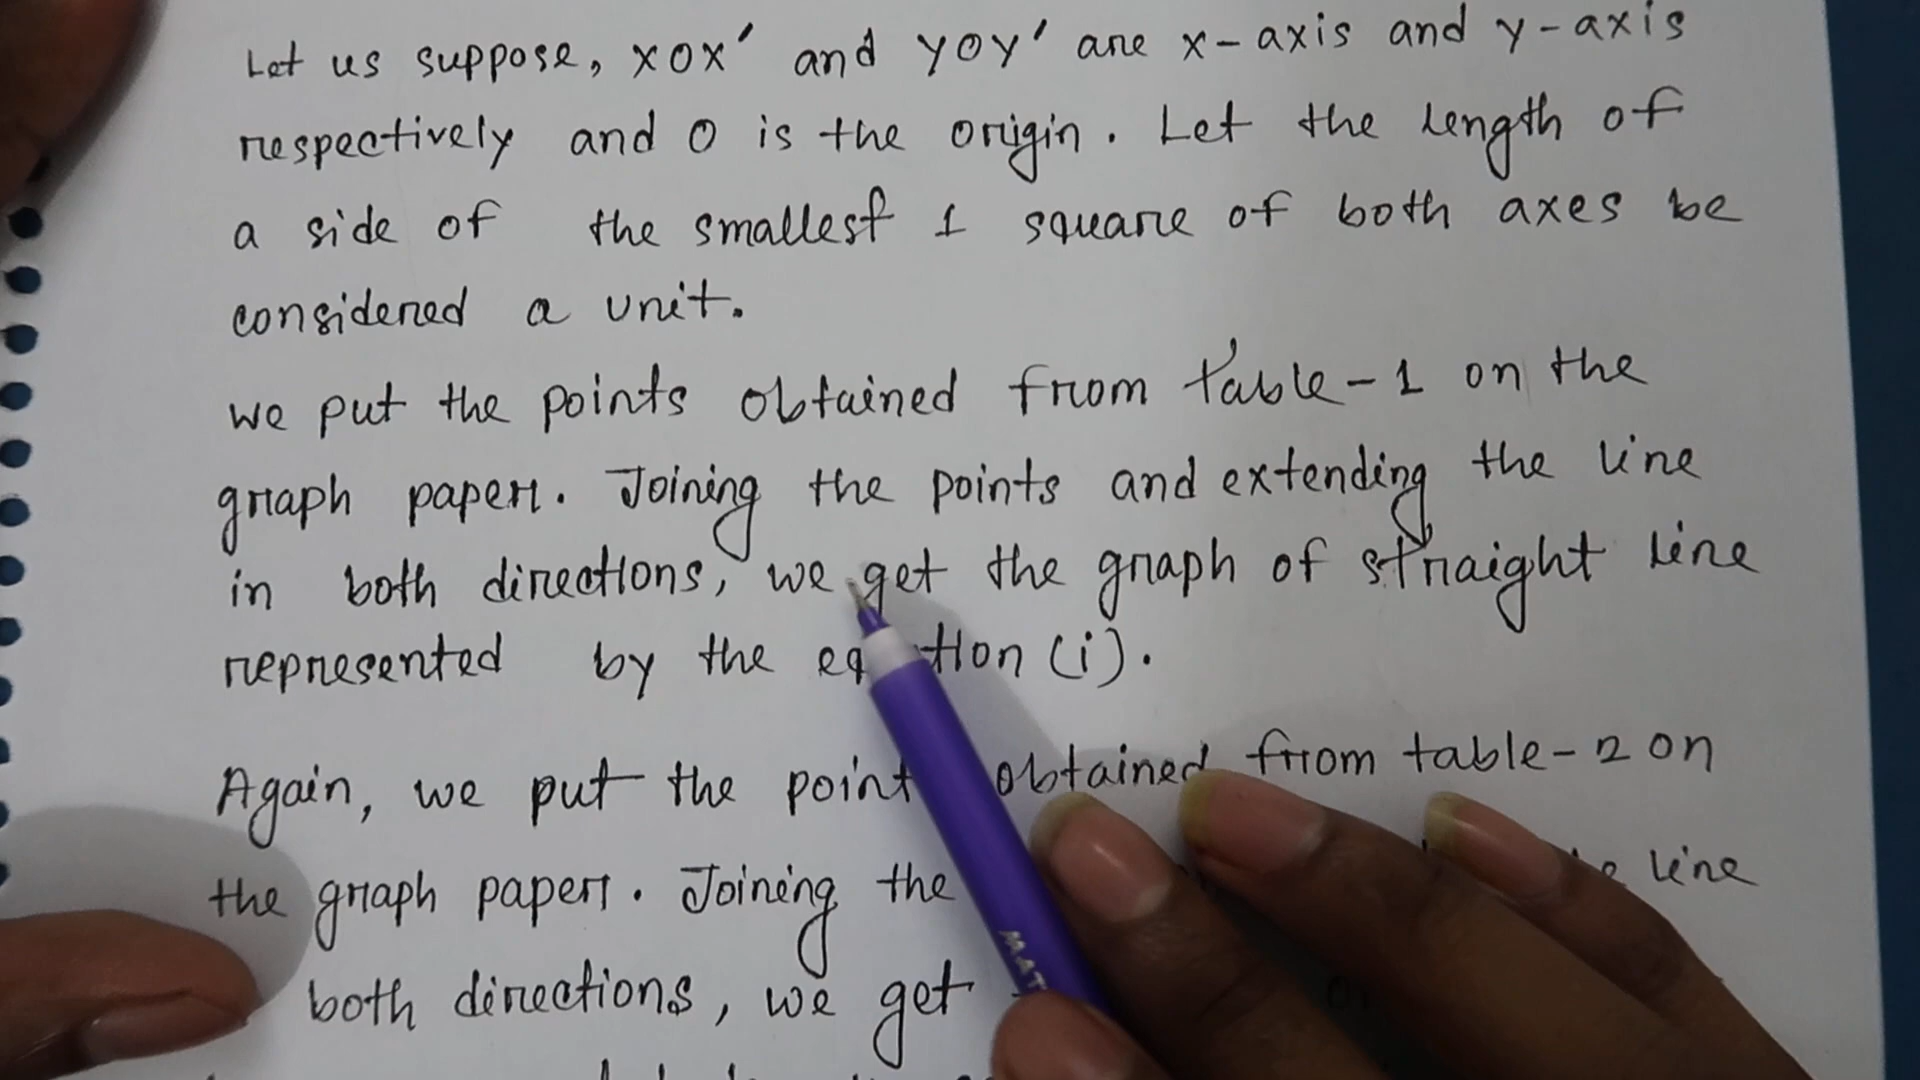 Let us suppose, XOX' and YOY' are x-axis and y-axis
respectively and O is the origin. Let the length of
a side of the smallest 1 square of both axes be
considered a unit.
we put the points obtained from table-1 on the
graph paper. Joining the points and extending the line
in both directions, we get the graph of straight line
represented by the equation (i).
Again, we put the point obtained from table-2 on
the graph paper. Joining the line
both directions, we get
MAT